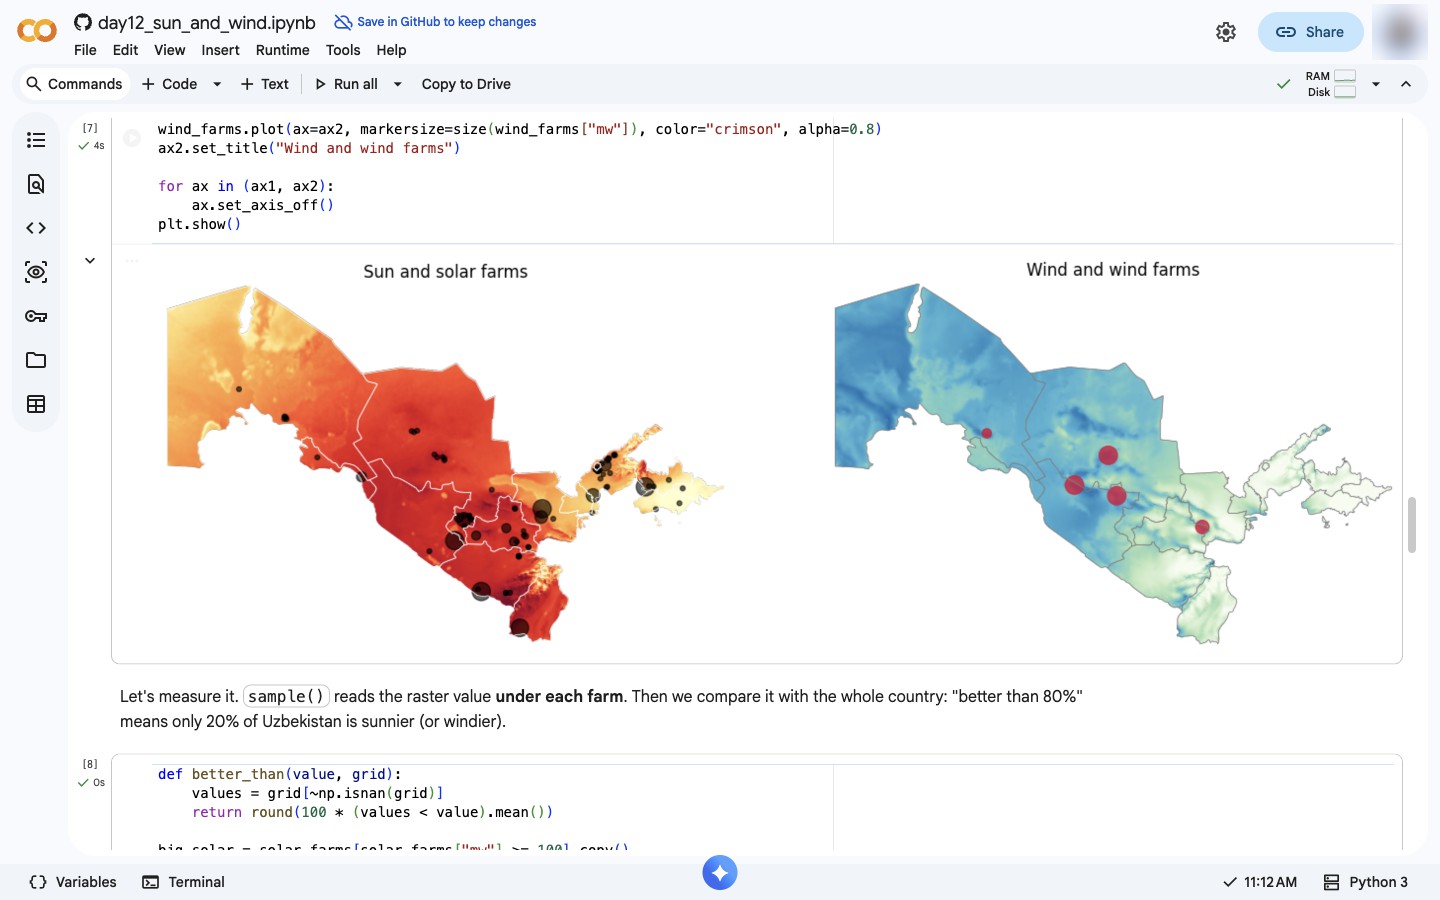 day12_sun_and_wind.ipynb
Save in GitHub to keep changes
Share
File Edit View Insert Runtime Tools Help
Commands + Code + Text Run all Copy to Drive
RAM
Disk
[7]
4s
wind_farms.plot(ax=ax2, markersize=size(wind_farms["mw"]), color="crimson", alpha=0.8)
ax2.set_title("Wind and wind farms")
for ax in (ax1, ax2):
    ax.set_axis_off()
plt.show()
Sun and solar farms
Wind and wind farms
Let's measure it. sample() reads the raster value under each farm. Then we compare it with the whole country: "better than 80%"
means only 20% of Uzbekistan is sunnier (or windier).
[8]
0s
def better_than(value, grid):
    values = grid[~np.isnan(grid)]
    return round(100 * (values < value).mean())
big_solar = solar_farms[solar_farms["mw"] >= 100].copy()
Variables Terminal 11:12 AM Python 3